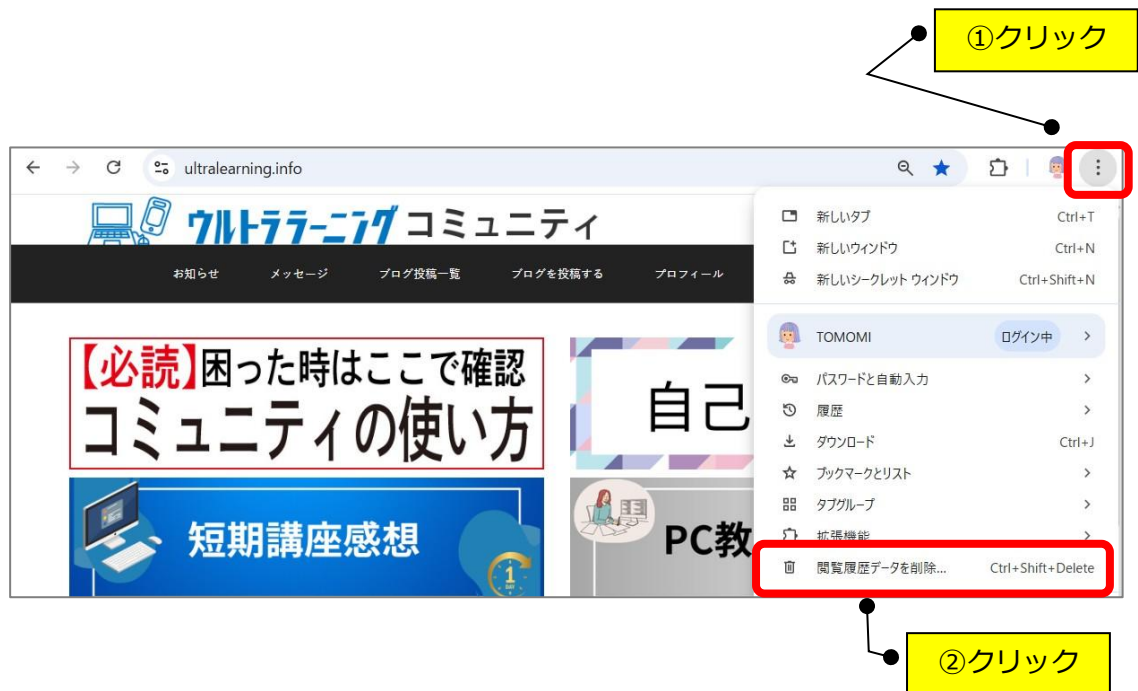 ①クリック
ultralearning.info
ウルトララーニング コミュニティ
お知らせ メッセージ ブログ投稿一覧 ブログを投稿する プロフィール
【必読】困った時はここで確認
コミュニティの使い方
自己
短期講座感想
1
DAY
PC教
新しいタブ Ctrl+T
新しいウィンドウ Ctrl+N
新しいシークレット ウィンドウ Ctrl+Shift+N
TOMOMI ログイン中
パスワードと自動入力
履歴
ダウンロード Ctrl+J
ブックマークとリスト
タブグループ
拡張機能
閲覧履歴データを削除... Ctrl+Shift+Delete
②クリック